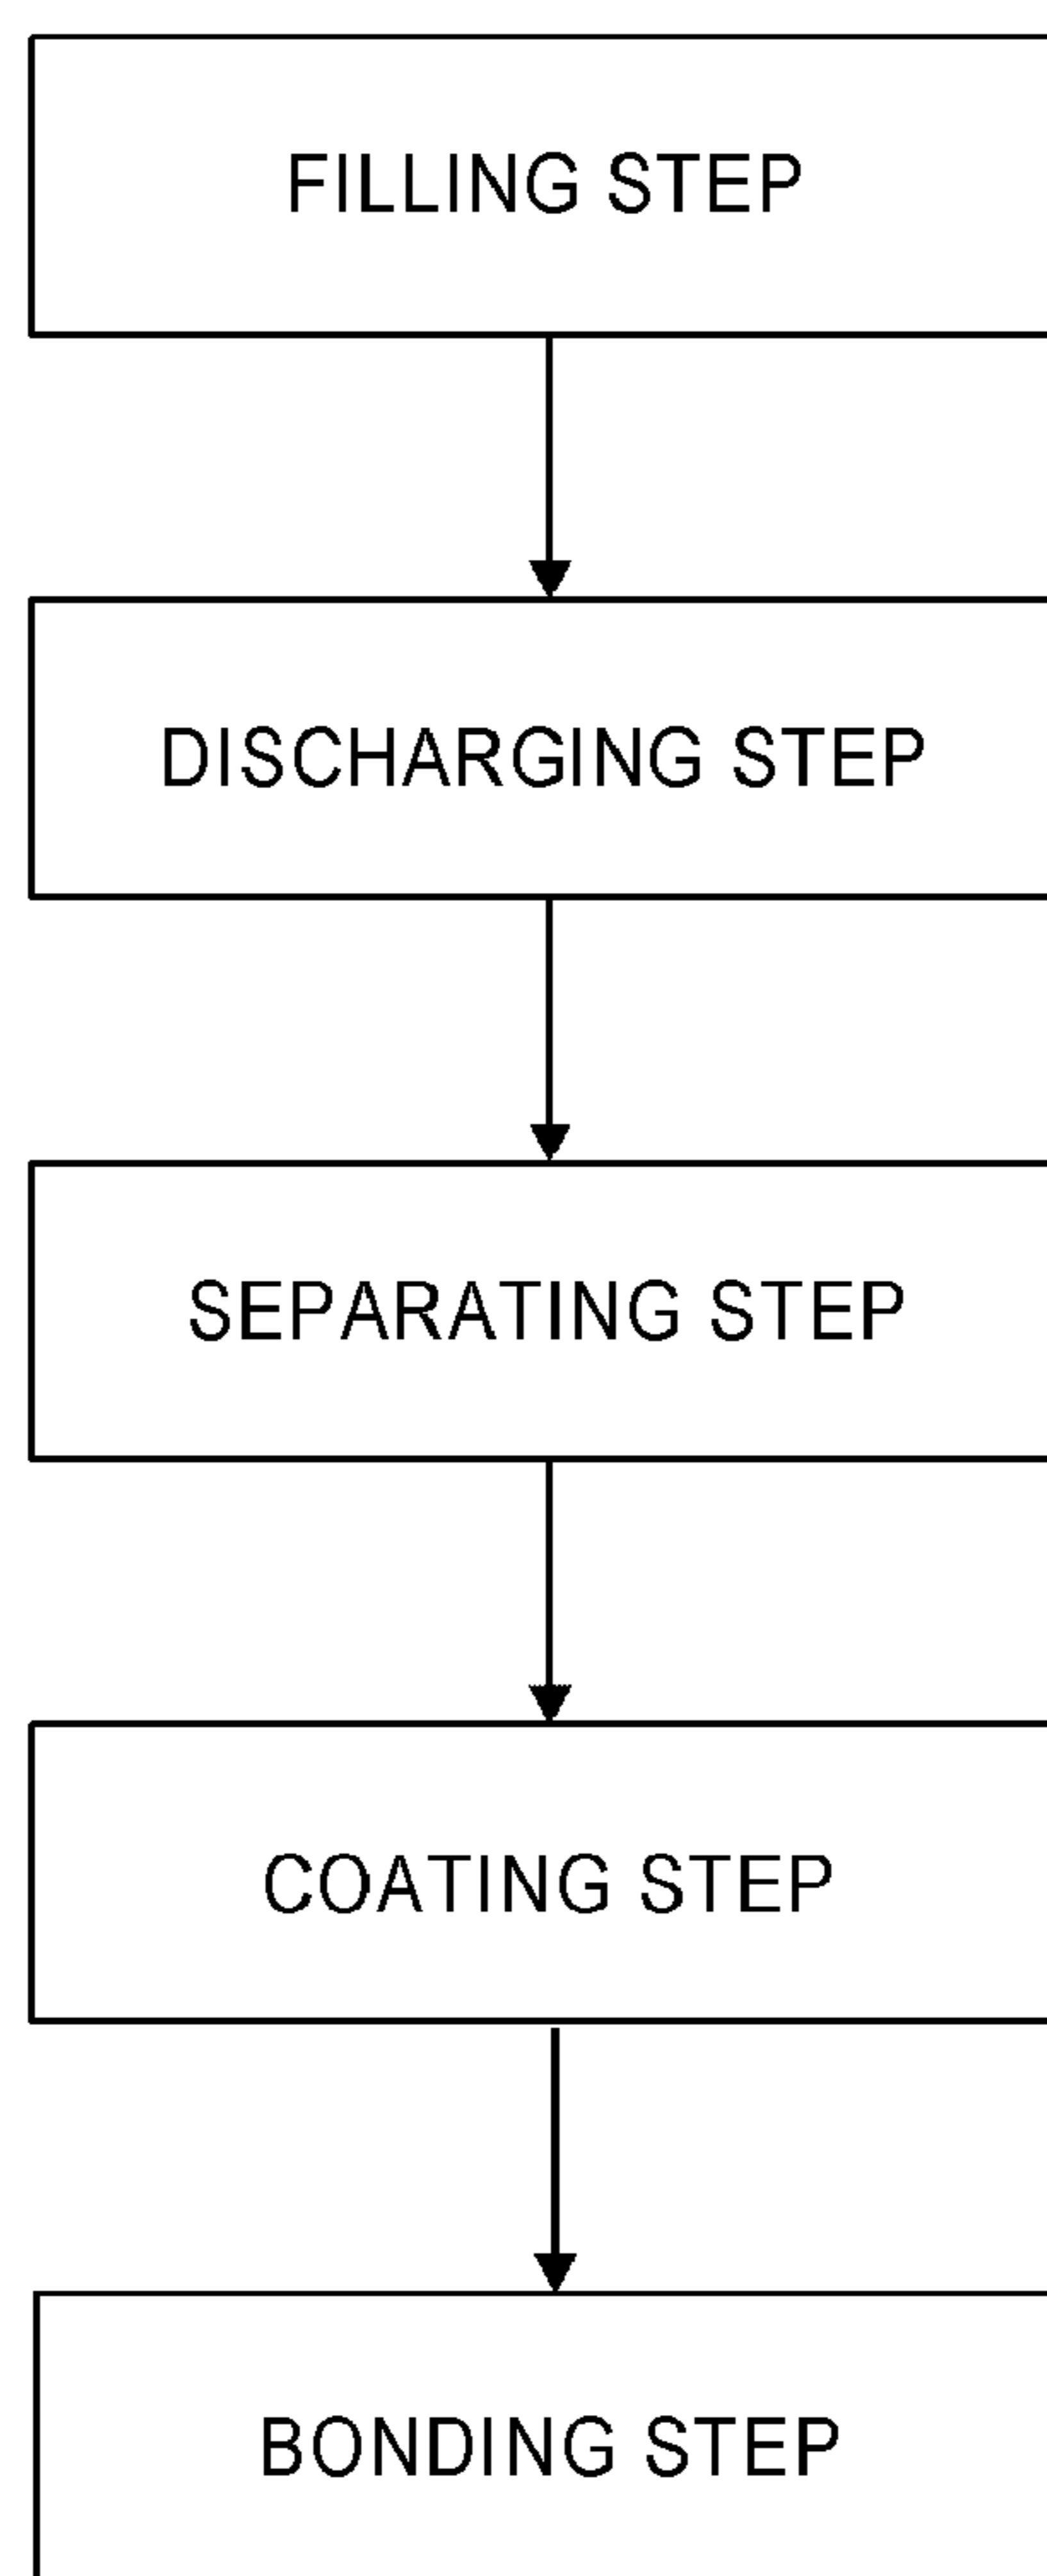 FILLING STEP
DISCHARGING STEP
SEPARATING STEP
COATING STEP
BONDING STEP